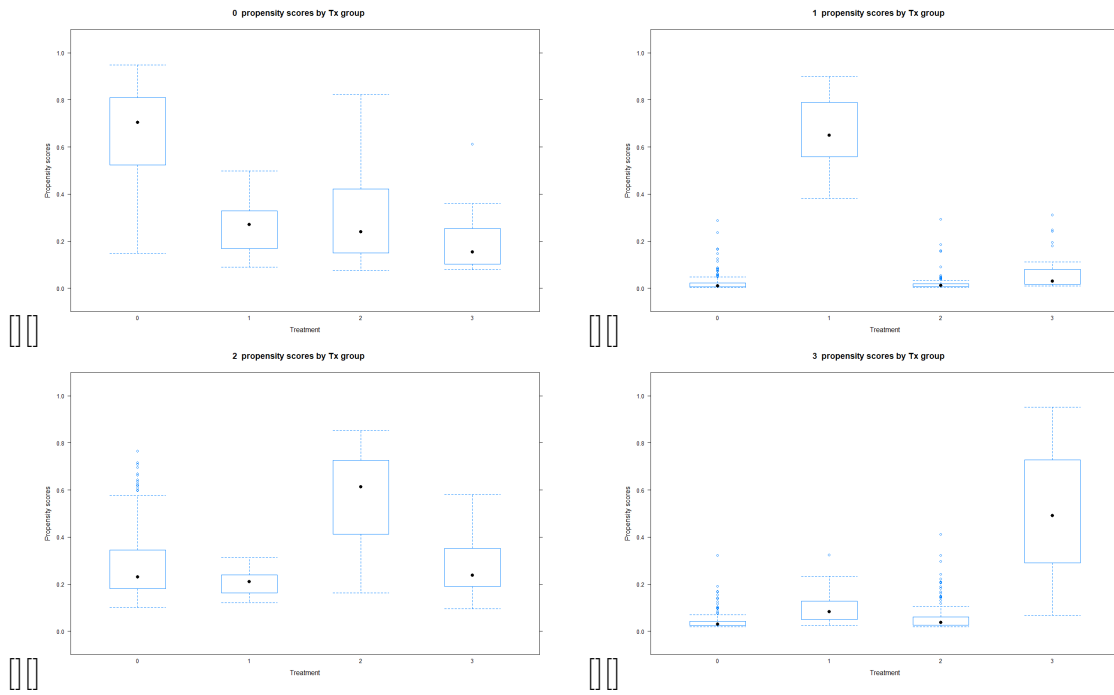 0 propensity scores by Tx group
Propensity scores
1.0
0.8
0.6
0.4
0.2
0.0
0 1 2 3
Treatment
[] []
1 propensity scores by Tx group
Propensity scores
1.0
0.8
0.6
0.4
0.2
0.0
0 1 2 3
Treatment
[] []
2 propensity scores by Tx group
Propensity scores
1.0
0.8
0.6
0.4
0.2
0.0
0 1 2 3
Treatment
[] []
3 propensity scores by Tx group
Propensity scores
1.0
0.8
0.6
0.4
0.2
0.0
0 1 2 3
Treatment
[] []